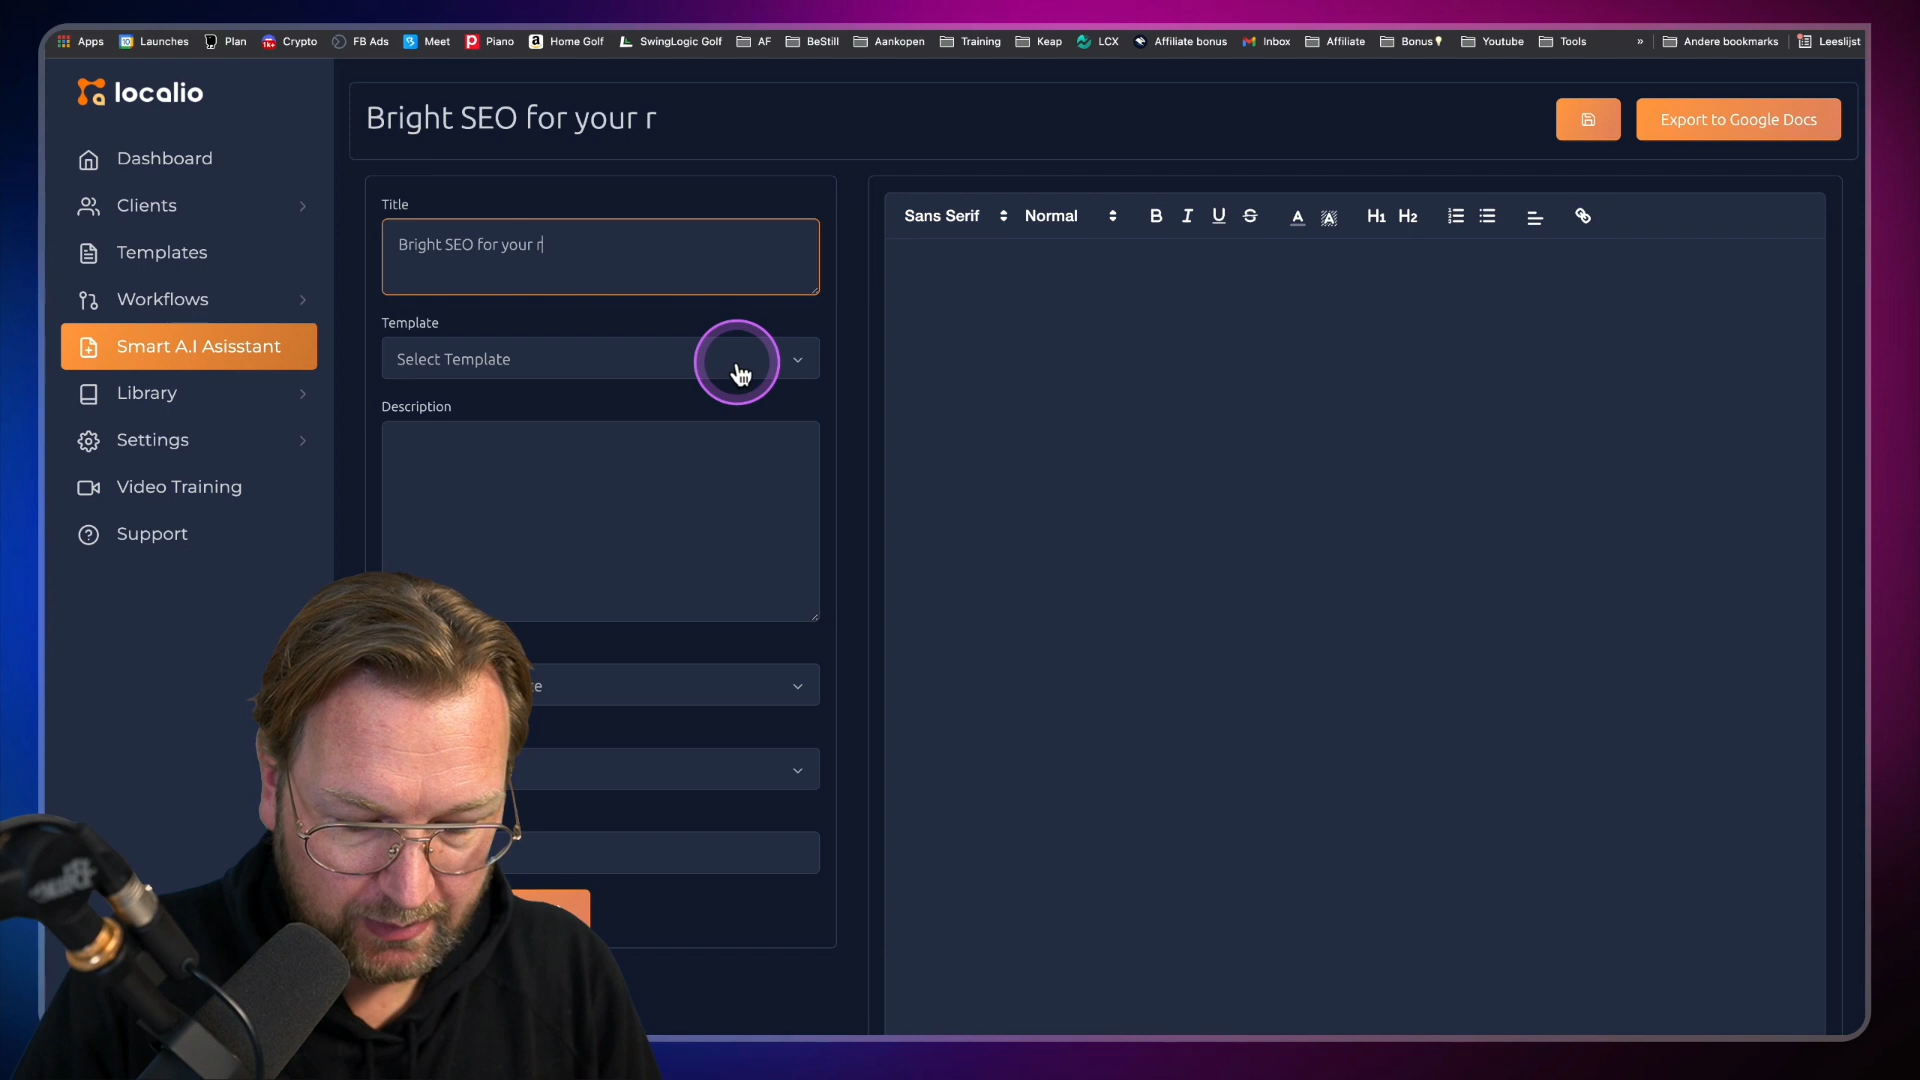 Apps Launches Plan Crypto FB Ads Meet Piano Home Golf SwingLogic Golf AF BeStill Aankopen Training Keap LCX Affiliate bonus Inbox Affiliate Bonus Youtube Tools » Andere bookmarks Leeslijst
localio
Bright SEO for your r
Export to Google Docs
Dashboard
Clients
Templates
Workflows
Smart A.I Asisstant
Library
Settings
Video Training
Support
Title
Bright SEO for your r
Template
Select Template
Description
Sans Serif Normal B I U S A A H1 H2